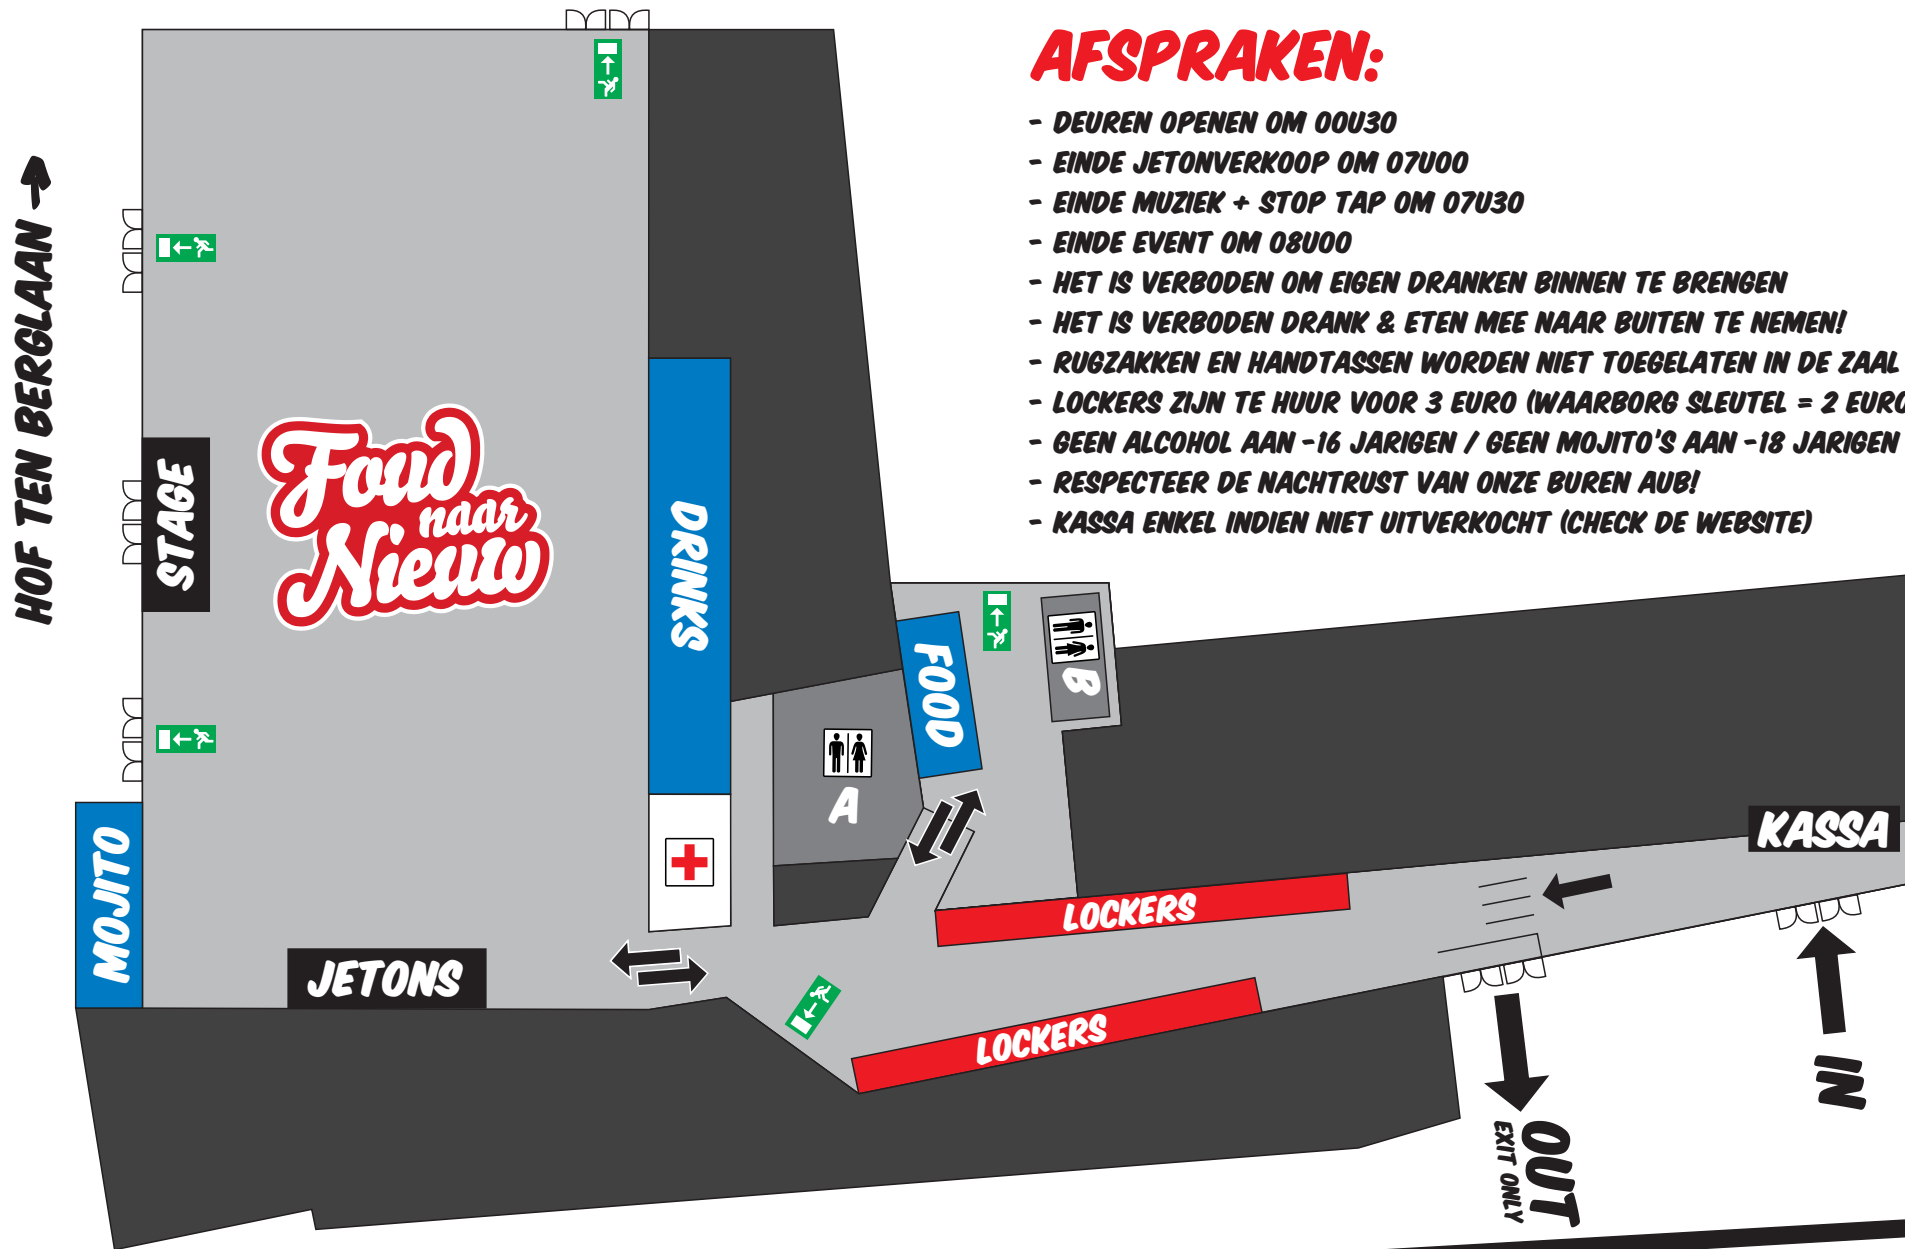 AFSPRAKEN:
- DEUREN OPENEN OM 00U30
- EINDE JETONVERKOOP OM 07U00
- EINDE MUZIEK + STOP TAP OM 07U30
- EINDE EVENT OM 08U00
- HET IS VERBODEN OM EIGEN DRANKEN BINNEN TE BRENGEN
- HET IS VERBODEN DRANK & ETEN MEE NAAR BUITEN TE NEMEN!
- RUGZAKKEN EN HANDTASSEN WORDEN NIET TOEGELATEN IN DE ZAAL
- LOCKERS ZIJN TE HUUR VOOR 3 EURO (WAARBORG SLEUTEL = 2 EURO
- GEEN ALCOHOL AAN -16 JARIGEN / GEEN MOJITO'S AAN -18 JARIGEN
- RESPECTEER DE NACHTRUST VAN ONZE BUREN AUB!
- KASSA ENKEL INDIEN NIET UITVERKOCHT (CHECK DE WEBSITE)
HOF TEN BERGLAAN
STAGE
Foud
naar
Nieuw
DRINKS
FOOD
B
A
MOJITO
JETONS
LOCKERS
LOCKERS
KASSA
IN
OUT
EXIT ONLY